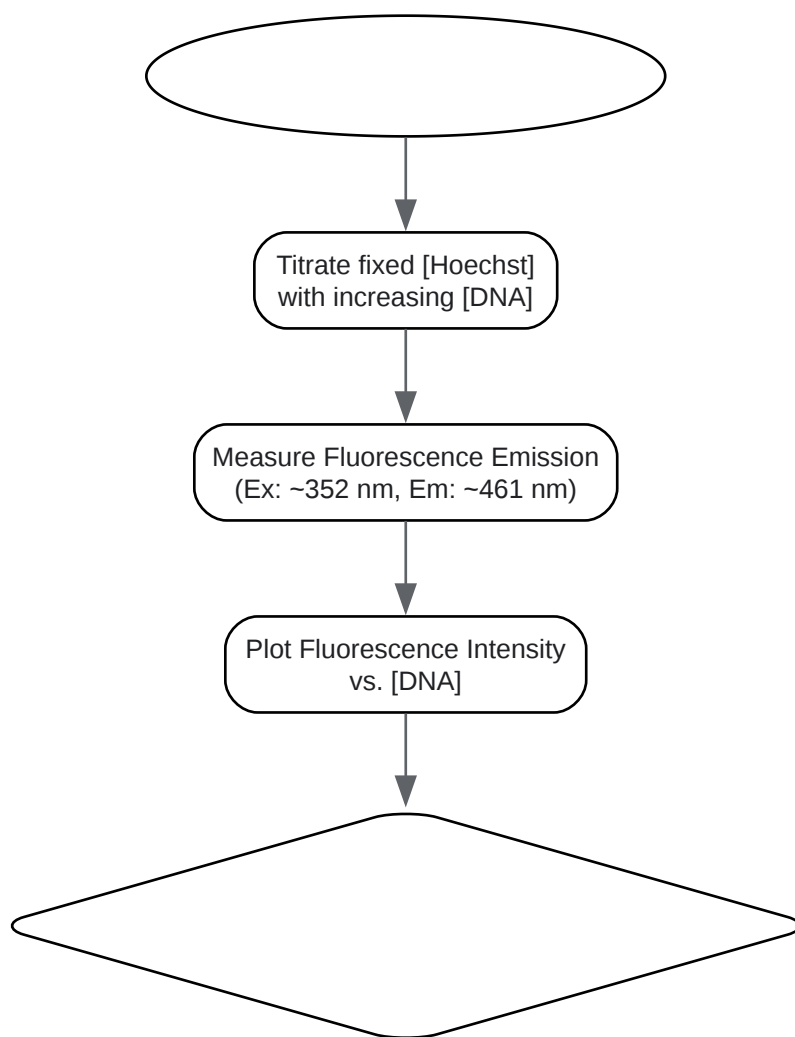 Titrate fixed [Hoechst]
with increasing [DNA]
Measure Fluorescence Emission
(Ex: ~352 nm, Em: ~461 nm)
Plot Fluorescence Intensity
vs. [DNA]